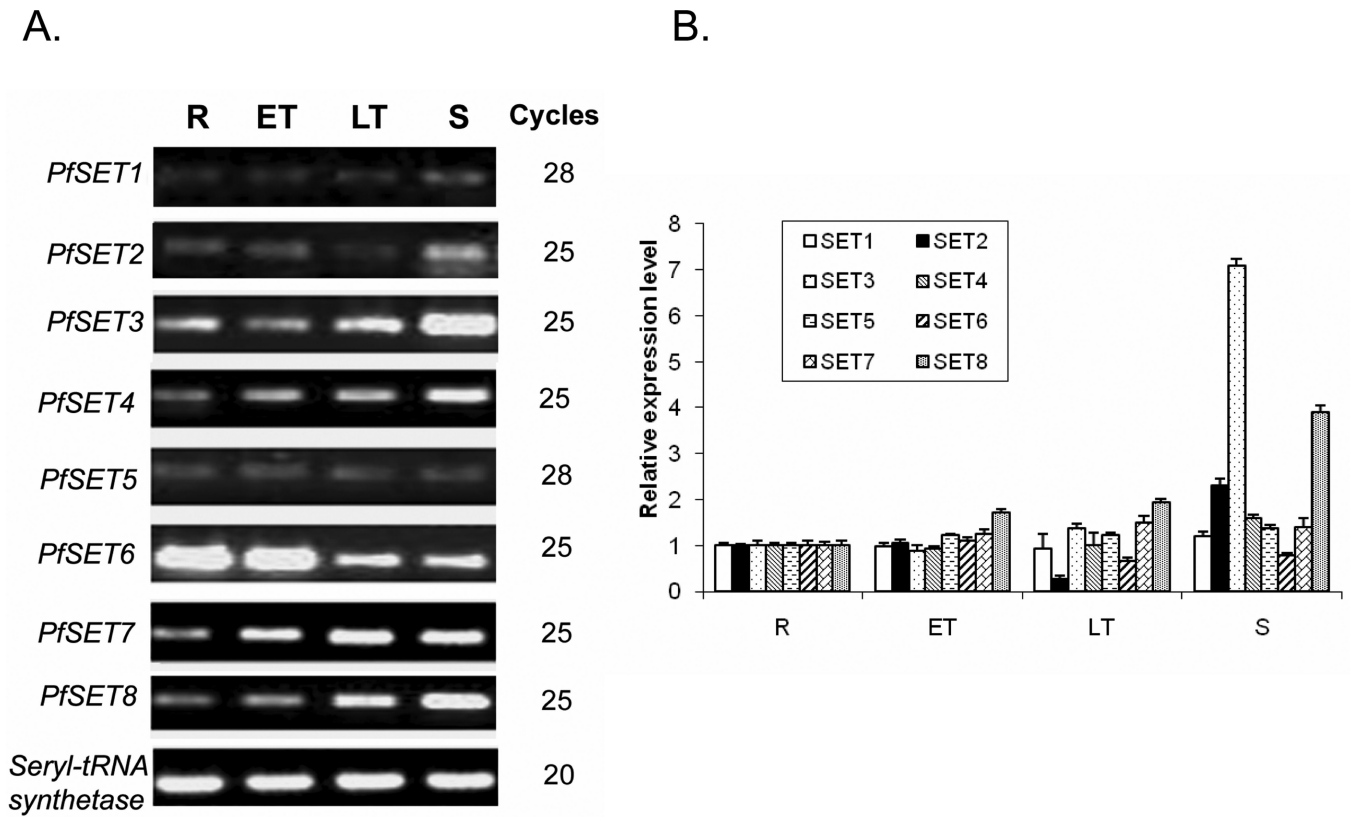 A.
R ET LT S Cycles
PfSET1 28
PfSET2 25
PfSET3 25
PfSET4 25
PfSET5 28
PfSET6 25
PfSET7 25
PfSET8 25
Seryl-tRNA
synthetase 20
B.
Relative expression level
8
7
6
5
4
3
2
1
0
SET1 SET2
SET3 SET4
SET5 SET6
SET7 SET8
R ET LT S